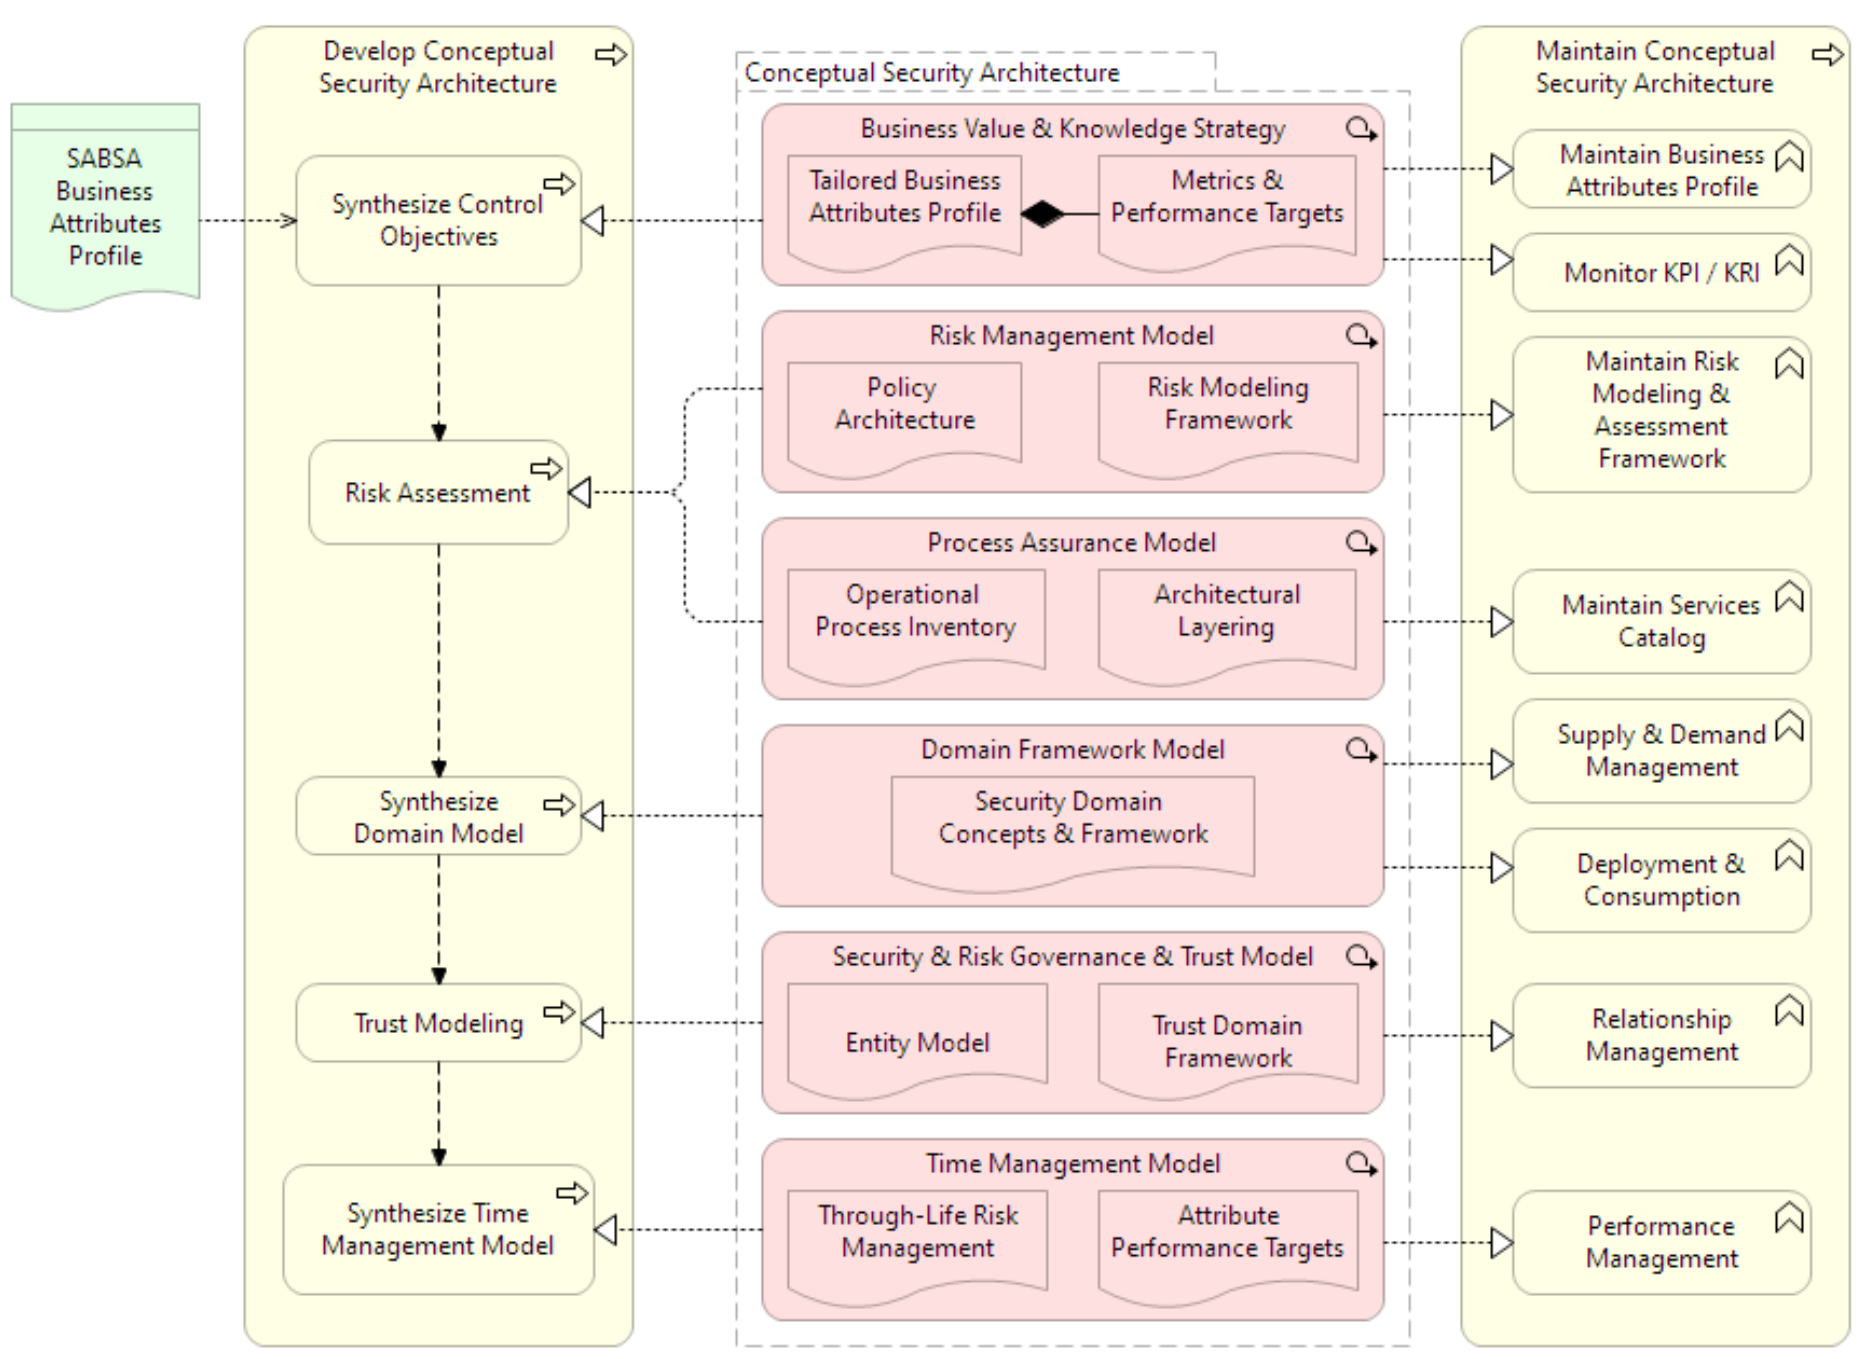 SABSA
Business
Attributes
Profile
Develop Conceptual
Security Architecture
Synthesize Control
Objectives
Risk Assessment
Synthesize
Domain Model
Trust Modeling
Synthesize Time
Management Model
Conceptual Security Architecture
Business Value & Knowledge Strategy
Tailored Business
Attributes Profile
Metrics &
Performance Targets
Risk Management Model
Policy
Architecture
Risk Modeling
Framework
Process Assurance Model
Operational
Process Inventory
Architectural
Layering
Domain Framework Model
Security Domain
Concepts & Framework
Security & Risk Governance & Trust Model
Entity Model
Trust Domain
Framework
Time Management Model
Through-Life Risk
Management
Attribute
Performance Targets
Maintain Conceptual
Security Architecture
Maintain Business
Attributes Profile
Monitor KPI / KRI
Maintain Risk
Modeling &
Assessment
Framework
Maintain Services
Catalog
Supply & Demand
Management
Deployment &
Consumption
Relationship
Management
Performance
Management